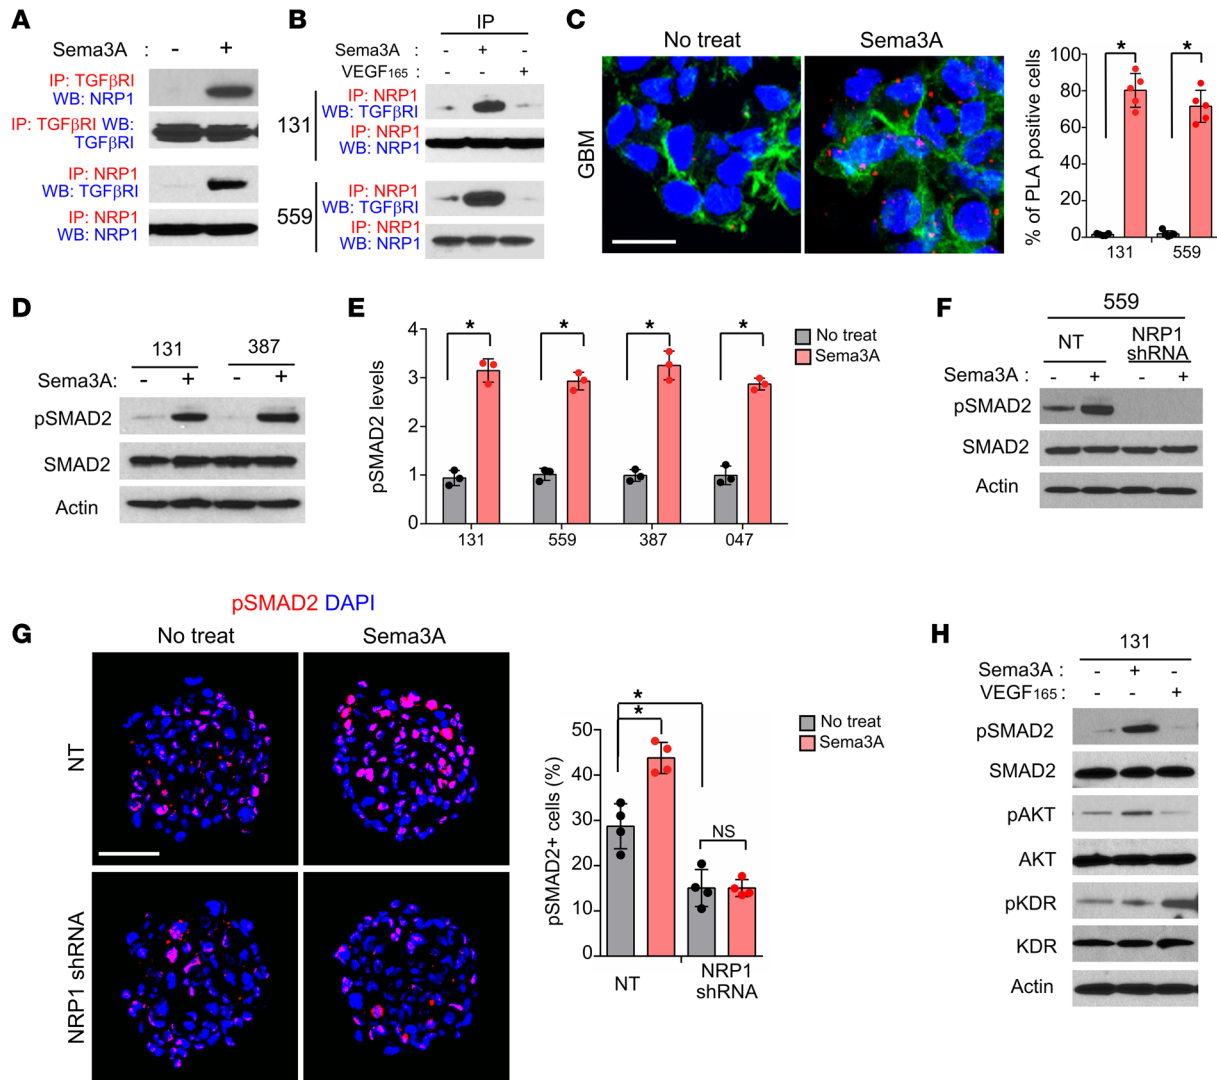 A
Sema3A : - +
IP: TGFβRI
WB: NRP1
IP: TGFβRI WB:
TGFβRI
IP: NRP1
WB: TGFβRI
IP: NRP1
WB: NRP1
B
IP
Sema3A : - + -
VEGF165 : - - +
131
IP: NRP1
WB: TGFβRI
IP: NRP1
WB: NRP1
559
IP: NRP1
WB: TGFβRI
IP: NRP1
WB: NRP1
C
No treat Sema3A
GBM
% of PLA positive cells
100
80
60
40
20
0
* *
131 559
D
131 387
Sema3A: - + - +
pSMAD2
SMAD2
Actin
E
pSMAD2 levels
4
3
2
1
0
* * * *
131 559 387 047
No treat
Sema3A
F
559
NT NRP1
shRNA
Sema3A : - + - +
pSMAD2
SMAD2
Actin
G
pSMAD2 DAPI
No treat Sema3A
NT
NRP1 shRNA
pSMAD2+ cells (%)
50
40
30
20
10
0
*
*
NS
NT NRP1
shRNA
No treat
Sema3A
H
131
Sema3A : - + -
VEGF165 : - - +
pSMAD2
SMAD2
pAKT
AKT
pKDR
KDR
Actin